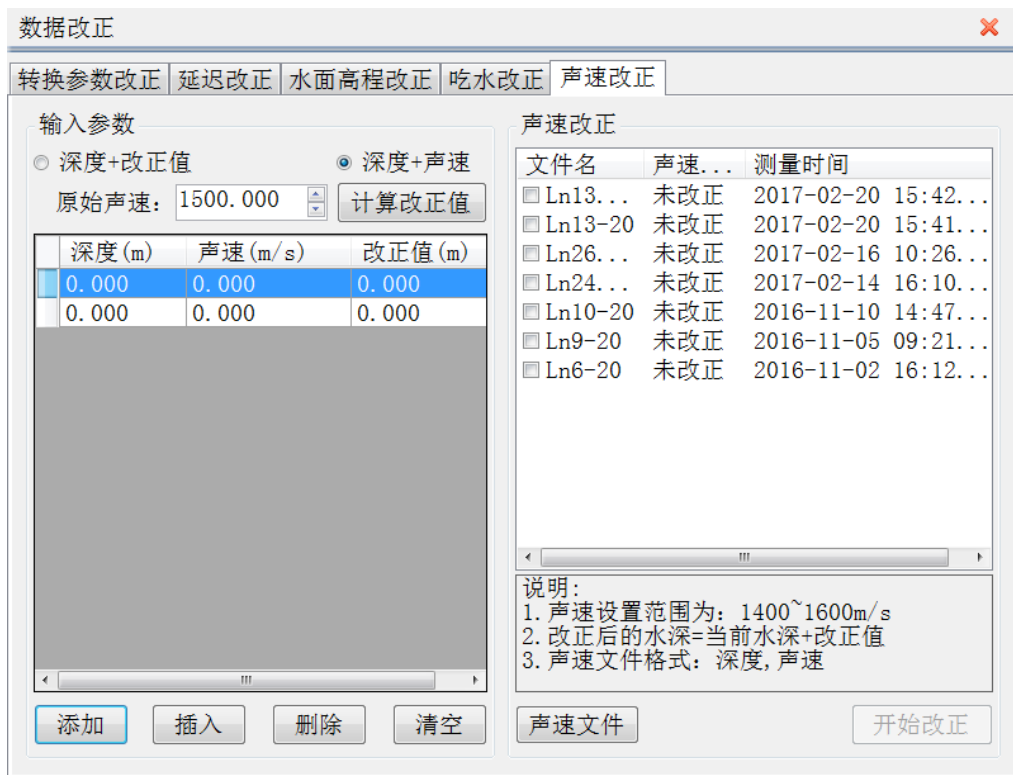 数据改正
转换参数改正 延迟改正 水面高程改正 吃水改正 声速改正
输入参数
深度+改正值 深度+声速
原始声速: 1500.000 计算改正值
深度(m) 声速(m/s) 改正值(m)
0.000 0.000 0.000
0.000 0.000 0.000
添加 插入 删除 清空
声速改正
文件名 声速... 测量时间
Ln13... 未改正 2017-02-20 15:42...
Ln13-20 未改正 2017-02-20 15:41...
Ln26... 未改正 2017-02-16 10:26...
Ln24... 未改正 2017-02-14 16:10...
Ln10-20 未改正 2016-11-10 14:47...
Ln9-20 未改正 2016-11-05 09:21...
Ln6-20 未改正 2016-11-02 16:12...
说明:
1.声速设置范围为: 1400~1600m/s
2.改正后的水深=当前水深+改正值
3.声速文件格式: 深度,声速
声速文件 开始改正